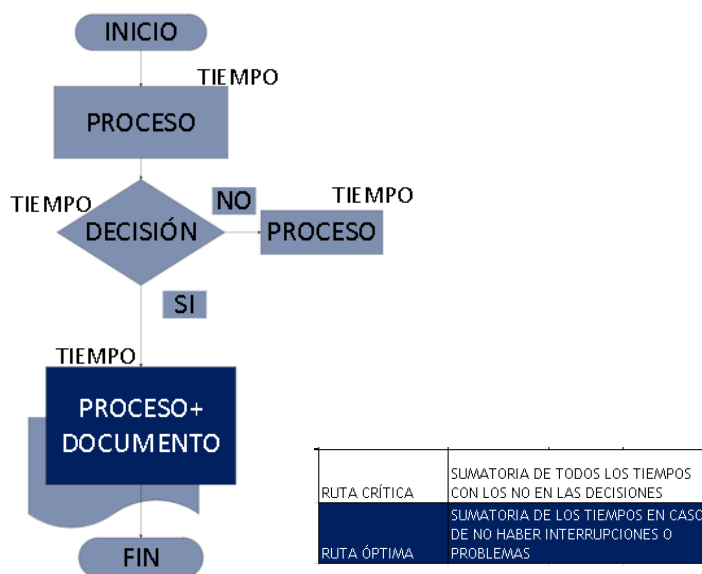 INICIO
TIEMPO
PROCESO
TIEMPO
DECISIÓN
NO
TIEMPO
PROCESO
SI
TIEMPO
PROCESO+
DOCUMENTO
FIN
RUTA CRÍTICA
SUMATORIA DE TODOS LOS TIEMPOS
CON LOS NO EN LAS DECISIONES
RUTA ÓPTIMA
SUMATORIA DE LOS TIEMPOS EN CASO
DE NO HABER INTERRUPCIONES O
PROBLEMAS